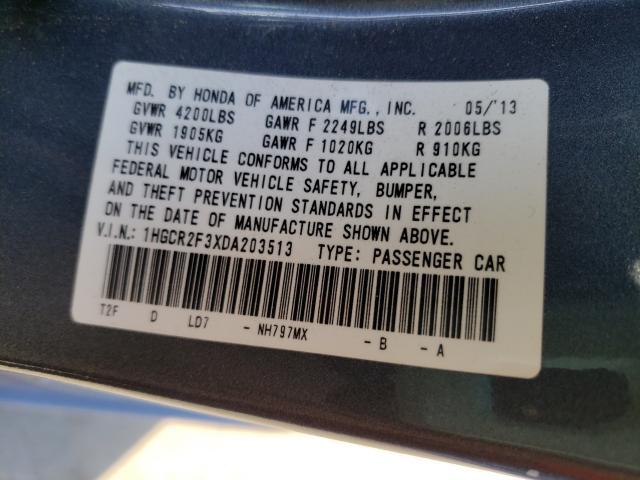 MFD. BY HONDA OF AMERICA MFG., INC. 05/'13
GVWR 4200LBS GAWR F 2249LBS R 2006LBS
GVWR 1905KG GAWR F 1020KG R 910KG
THIS VEHICLE CONFORMS TO ALL APPLICABLE
FEDERAL MOTOR VEHICLE SAFETY, BUMPER,
AND THEFT PREVENTION STANDARDS IN EFFECT
ON THE DATE OF MANUFACTURE SHOWN ABOVE.
V.I.N.: 1HGCR2F3XDA203513 TYPE: PASSENGER CAR
T2F D LD7 - NH797MX - B - A